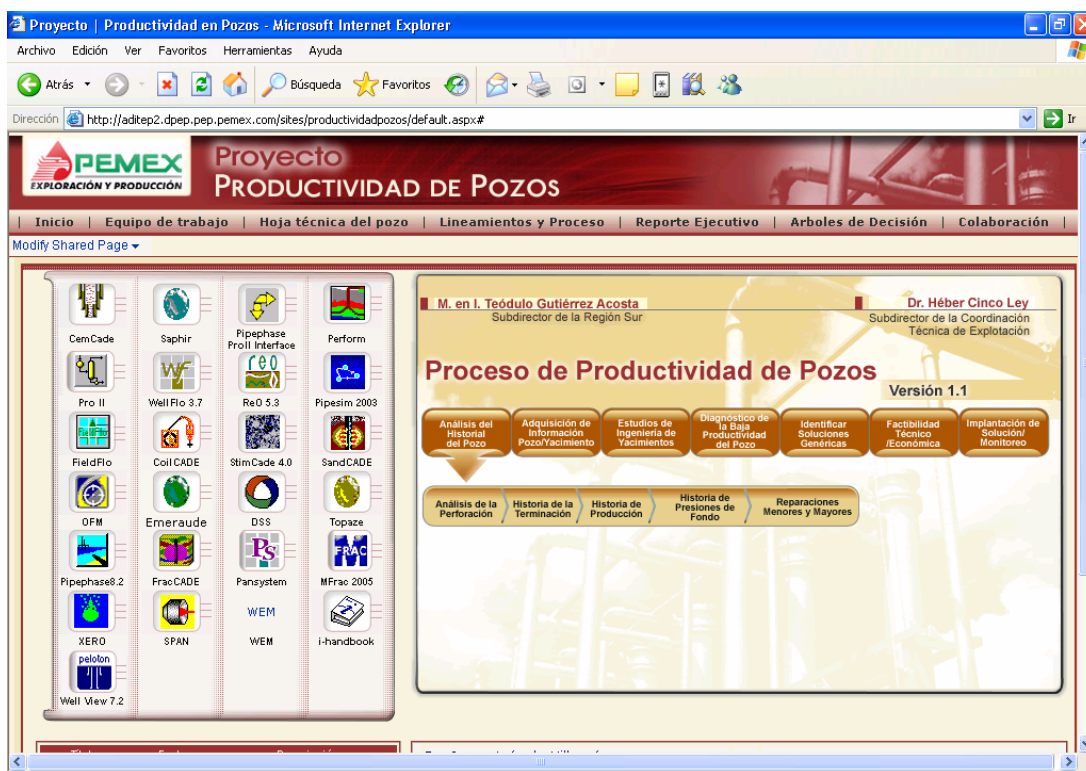 Proyecto | Productividad en Pozos - Microsoft Internet Explorer
Archivo Edición Ver Favoritos Herramientas Ayuda
Atrás Búsqueda Favoritos
Dirección http://aditep2.dpep.pep.pemex.com/sites/productividadpozos/default.aspx# Ir
PEMEX
EXPLORACIÓN Y PRODUCCIÓN
Proyecto
PRODUCTIVIDAD DE POZOS
| Inicio | Equipo de trabajo | Hoja técnica del pozo | Lineamientos y Proceso | Reporte Ejecutivo | Arboles de Decisión | Colaboración |
Modify Shared Page
CemCade Saphir Pipephase ProII Interface Perform
WF reo
Pro II WellFlo 3.7 ReO 5.3 Pipesim 2003
FieldFlo
FieldFlo CoilCADE StimCade 4.0 SandCADE
OFM Emeraude DSS Topaze
Ps FRAC
Pipephase8.2 FracCADE Pansystem MFrac 2005
WEM
XERO SPAN WEM i-handbook
peloton
Well View 7.2
M. en I. Teódulo Gutiérrez Acosta
Subdirector de la Región Sur
Dr. Héber Cinco Ley
Subdirector de la Coordinación
Técnica de Explotación
Proceso de Productividad de Pozos
Versión 1.1
Análisis del Historial del Pozo
Adquisición de Información Pozo/Yacimiento
Estudios de Ingeniería de Yacimientos
Diagnóstico de la Baja Productividad del Pozo
Identificar Soluciones Genéricas
Factibilidad Técnico /Económica
Implantación de Solución/ Monitoreo
Análisis de la Perforación
Historia de la Terminación
Historia de Producción
Historia de Presiones de Fondo
Reparaciones Menores y Mayores